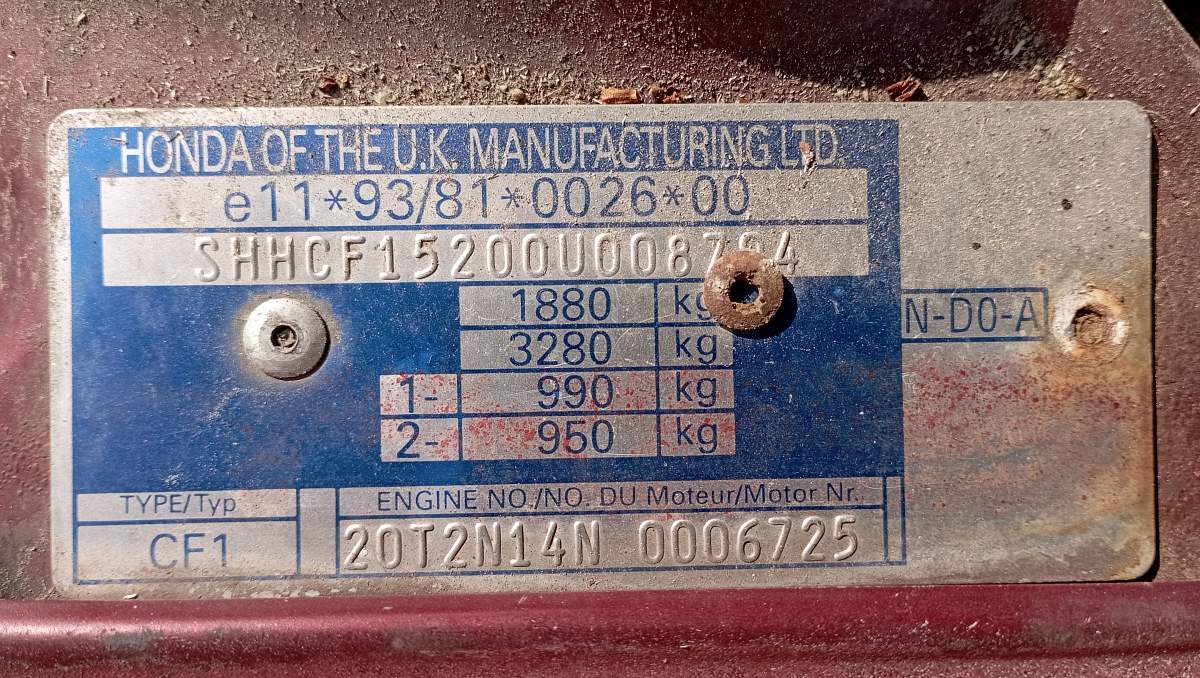 HONDA OF THE U.K. MANUFACTURING LTD.
e11*93/81*0026*00
1880 kg
N-D0-A
3280 kg
1- 990 kg
2- 950 kg
TYPE/Typ
ENGINE NO./NO. DU Moteur/Motor Nr.
CF1
20T2N14N 0006725